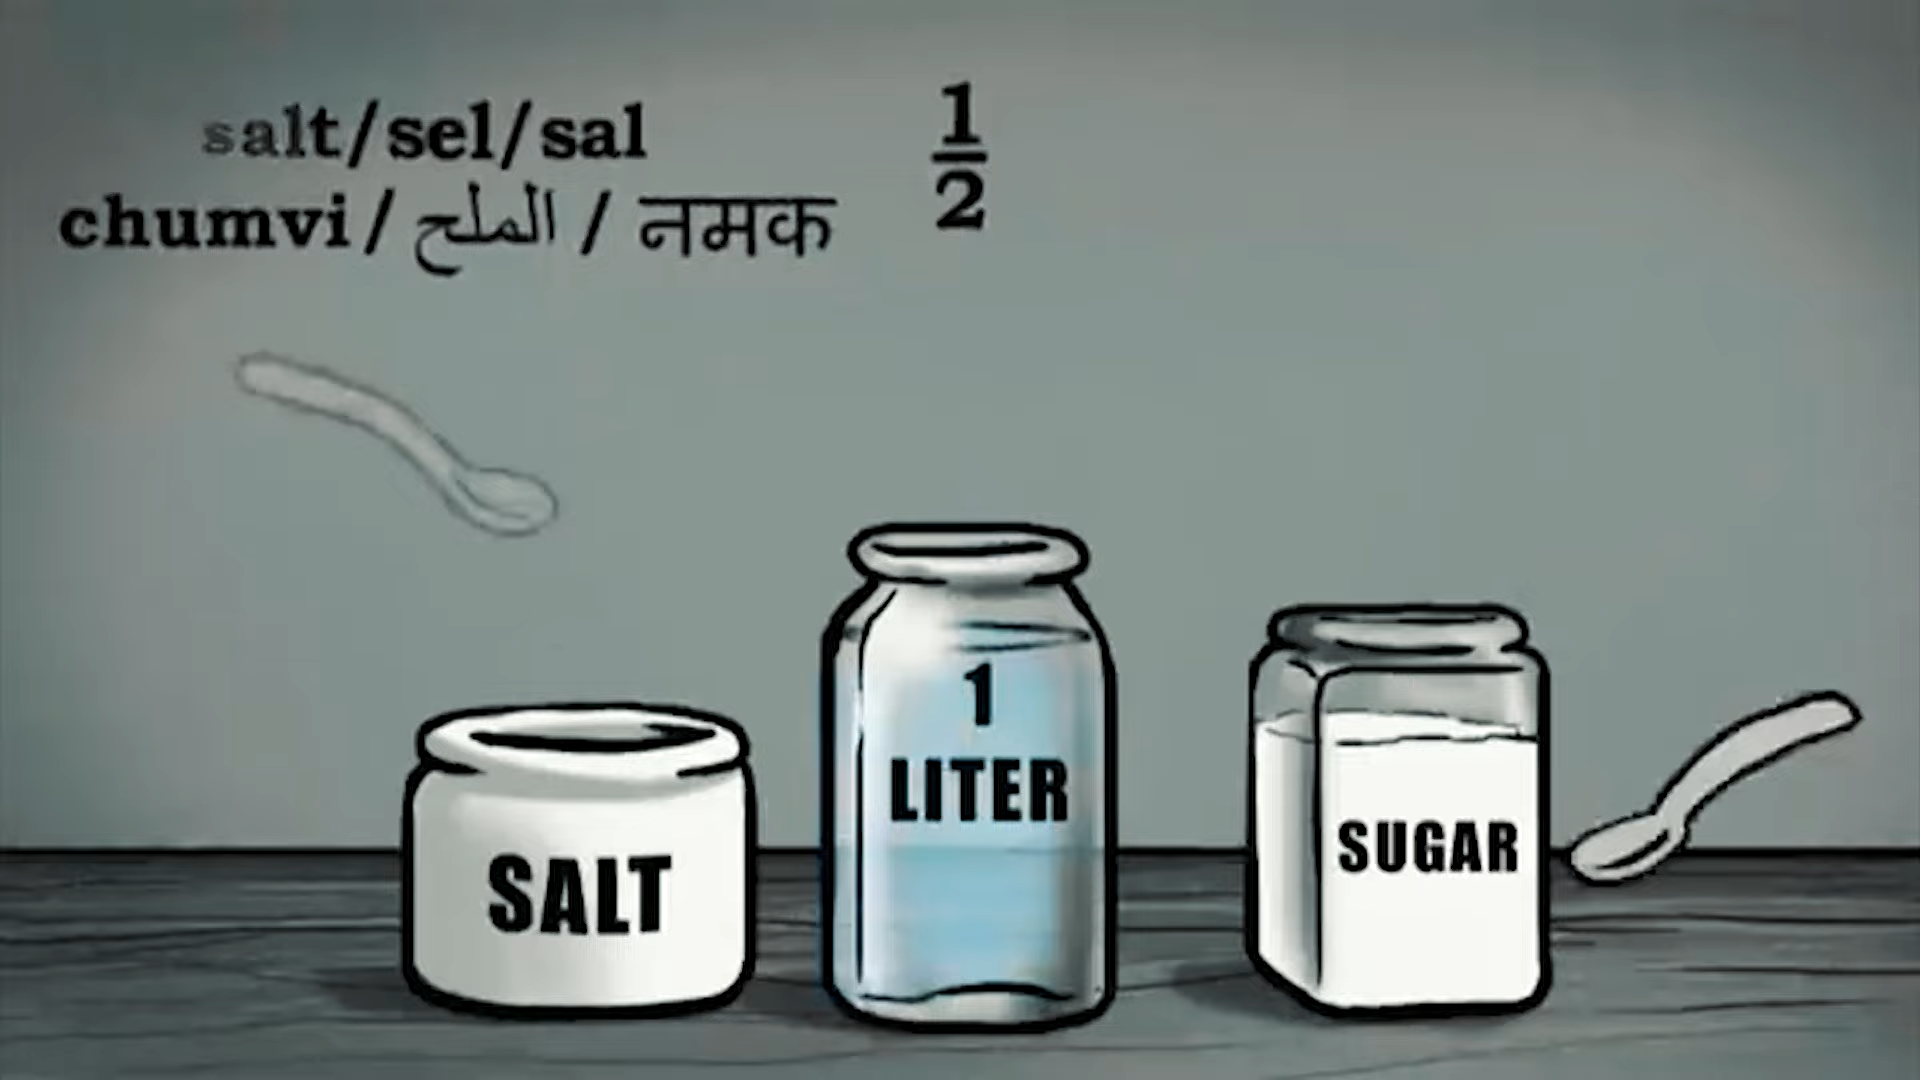 salt/sel/sal
chumvi / الملح / नमक
1
2
1
LITER
SALT
SUGAR